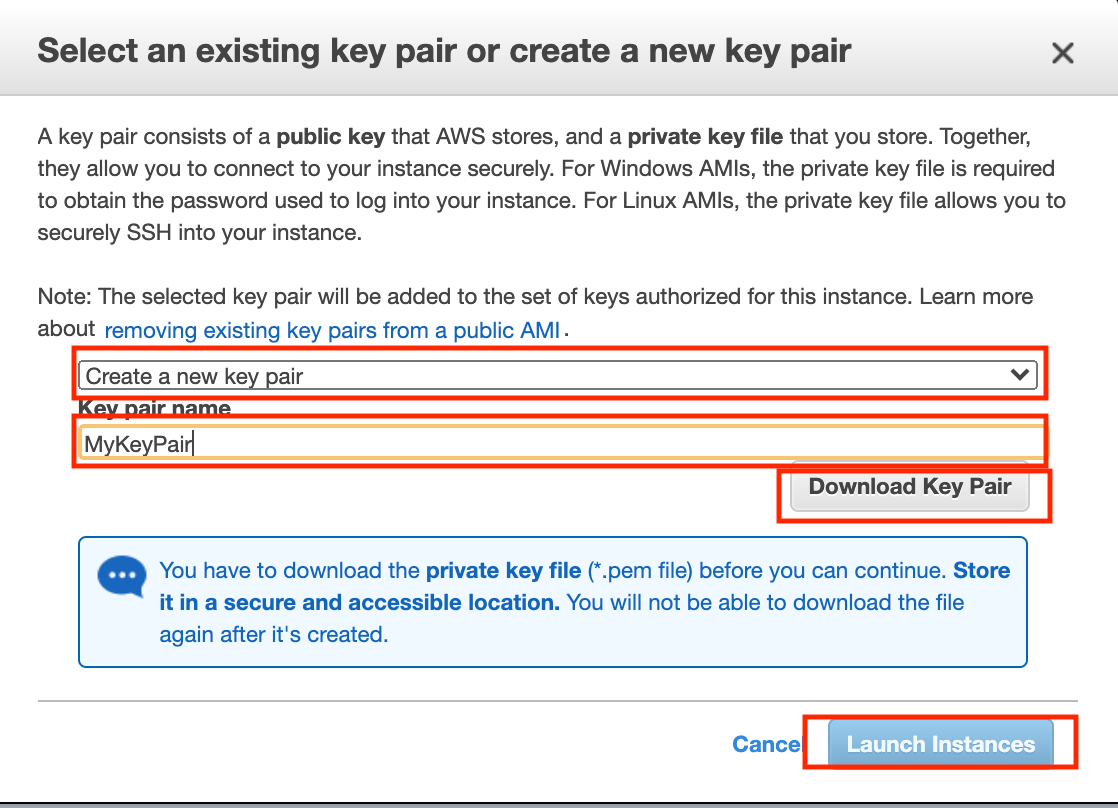 Select an existing key pair or create a new key pair
A key pair consists of a public key that AWS stores, and a private key file that you store. Together,
they allow you to connect to your instance securely. For Windows AMIs, the private key file is required
to obtain the password used to log into your instance. For Linux AMIs, the private key file allows you to
securely SSH into your instance.
Note: The selected key pair will be added to the set of keys authorized for this instance. Learn more
about removing existing key pairs from a public AMI .
Create a new key pair
Key pair name
MyKeyPair
Download Key Pair
You have to download the private key file (*.pem file) before you can continue. Store
it in a secure and accessible location. You will not be able to download the file
again after it's created.
Cancel Launch Instances